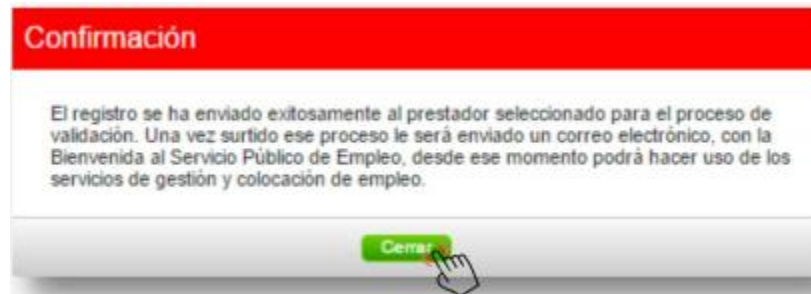 Confirmación
El registro se ha enviado exitosamente al prestador seleccionado para el proceso de
validación. Una vez surtido ese proceso le será enviado un correo electrónico, con la
Bienvenida al Servicio Público de Empleo, desde ese momento podrá hacer uso de los
servicios de gestión y colocación de empleo.
Cerrar